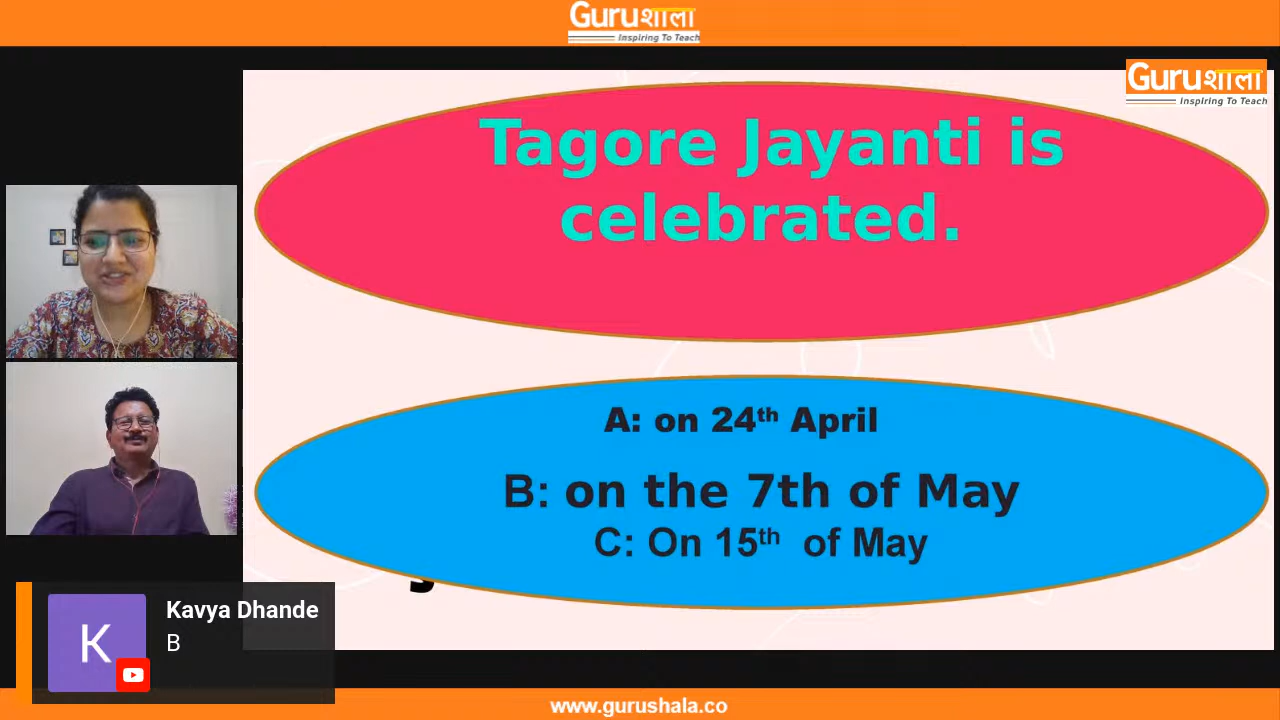 Guruशाला
Inspiring To Teach
Guruशाला
Inspiring To Teach
Tagore Jayanti is
celebrated.
A: on 24th April
B: on the 7th of May
C: On 15th of May
Kavya Dhande
K
B
www.gurushala.co